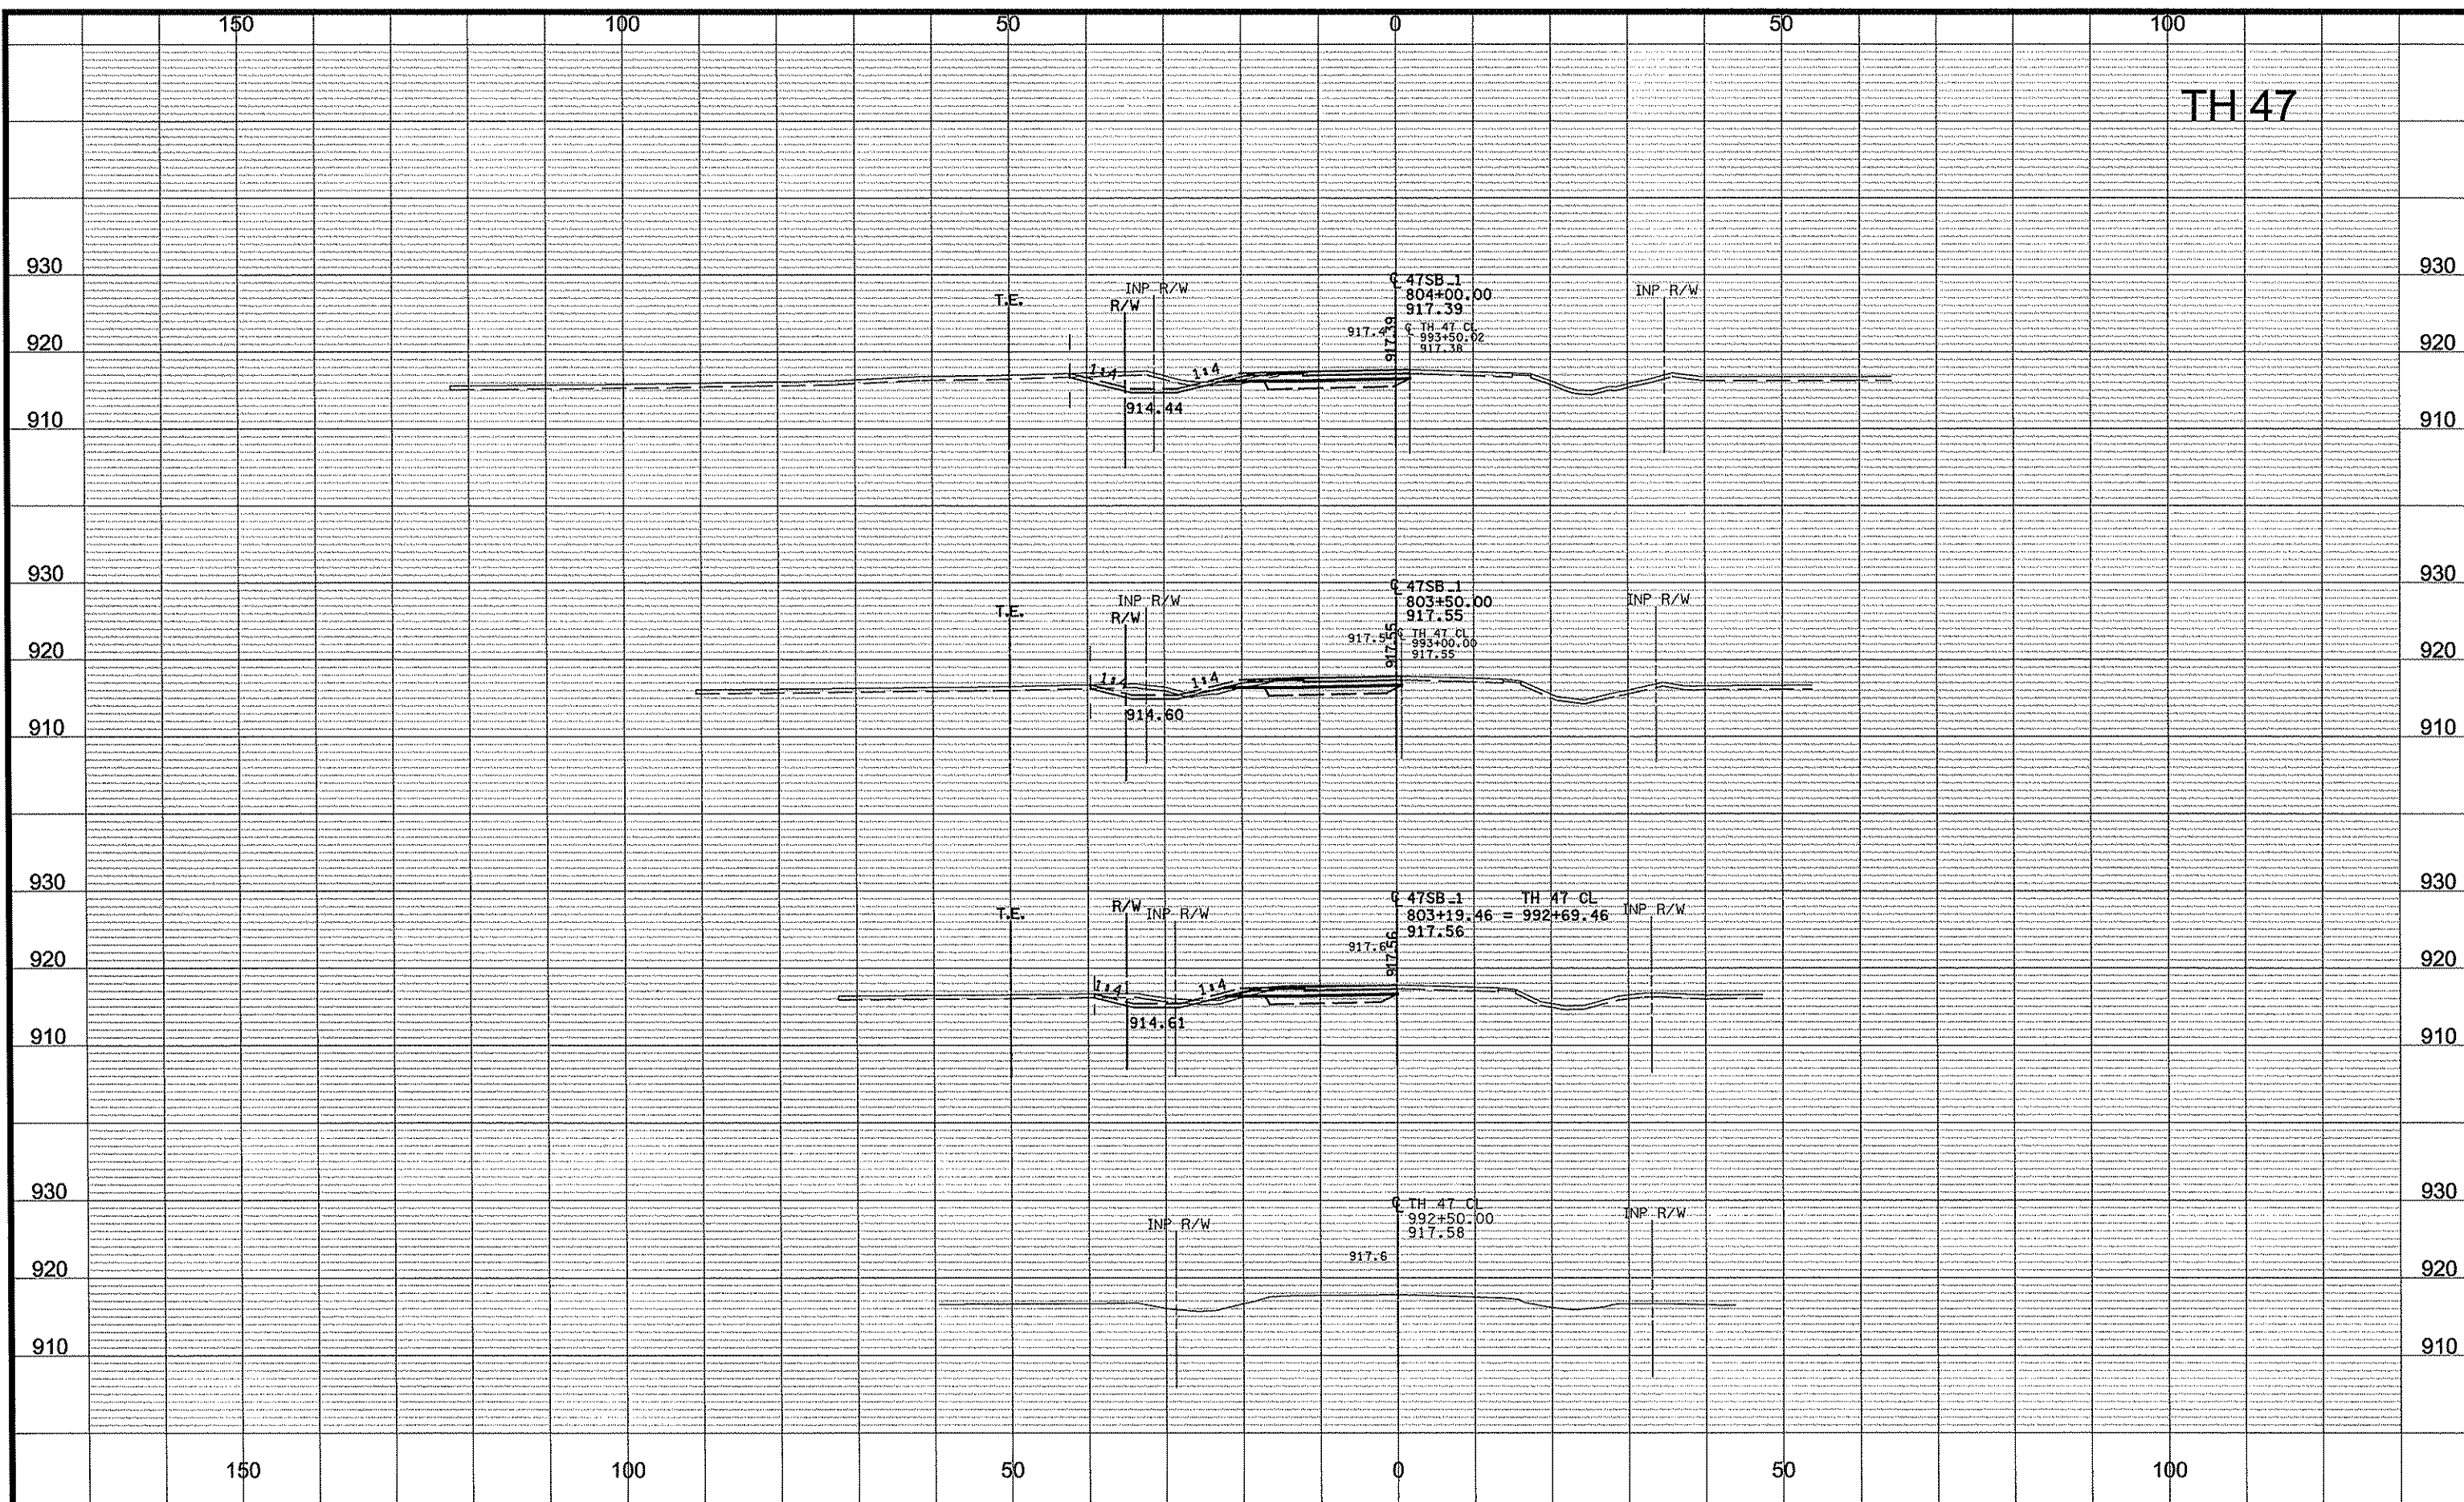 150 100 50 0 50 100
TH 47
930 930
℄ 47SB_1
804+00.00
917.39
T.E.
INP R/W
R/W
INP R/W
917.4
917.39
℄ TH 47 CL
993+50.02
917.38
920 920
1:4 1:4
914.44
910 910
930 930
℄ 47SB_1
803+50.00
917.55
T.E.
INP R/W
R/W
INP R/W
917.5
917.55
℄ TH 47 CL
993+00.00
917.55
920 920
1:4 1:4
914.60
910 910
930 930
℄ 47SB_1 TH 47 CL
803+19.46 = 992+69.46
917.56
T.E.
R/W
INP R/W
INP R/W
917.6
917.56
920 920
1:4 1:4
914.61
910 910
930 930
℄ TH 47 CL
992+50.00
917.58
INP R/W
INP R/W
917.6
920 920
910 910
150 100 50 0 50 100